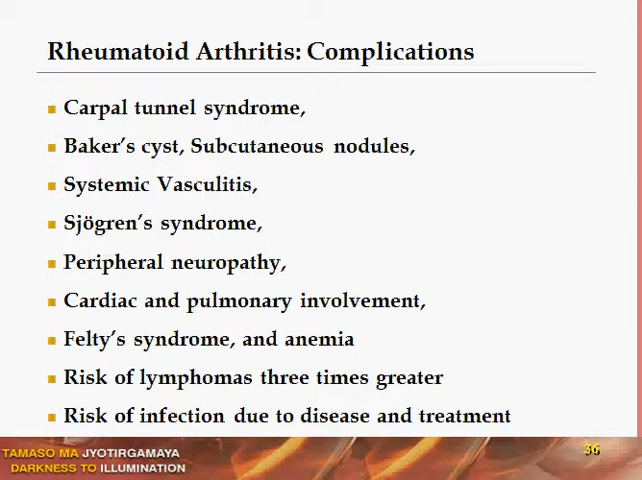 Rheumatoid Arthritis: Complications
Carpal tunnel syndrome,
Baker's cyst, Subcutaneous nodules,
Systemic Vasculitis,
Sjögren's syndrome,
Peripheral neuropathy,
Cardiac and pulmonary involvement,
Felty's syndrome, and anemia
Risk of lymphomas three times greater
Risk of infection due to disease and treatment
36
TAMASO MA JYOTIRGAMAYA
DARKNESS TO ILLUMINATION